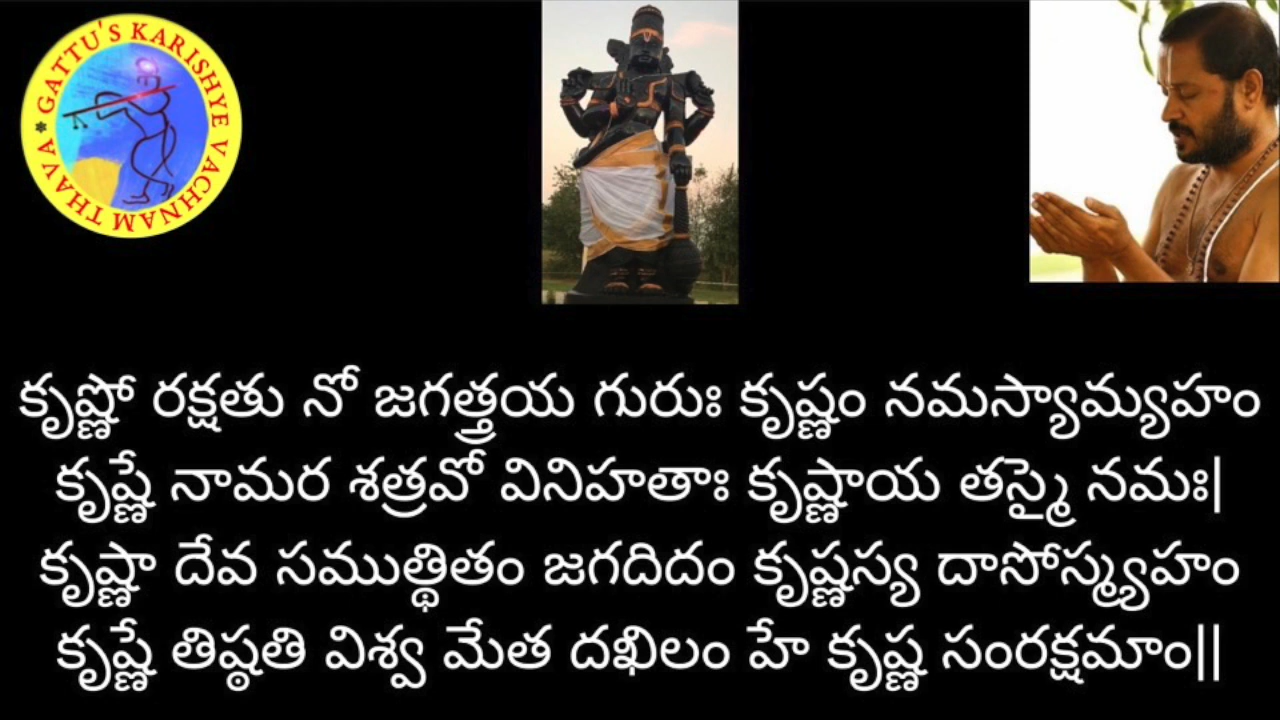 GATTU'S KARISHYE VACHNAM THAVA
కృష్ణో రక్షతు నో జగత్త్రయ గురుః కృష్ణం నమస్యామ్యహం
కృష్ణే నామర శత్రవో వినిహతాః కృష్ణాయ తస్మై నమః|
కృష్ణా దేవ సముత్థితం జగదిదం కృష్ణస్య దాసోస్మ్యహం
కృష్ణే తిష్ఠతి విశ్వ మేత దఖిలం హే కృష్ణ సంరక్షమాం||